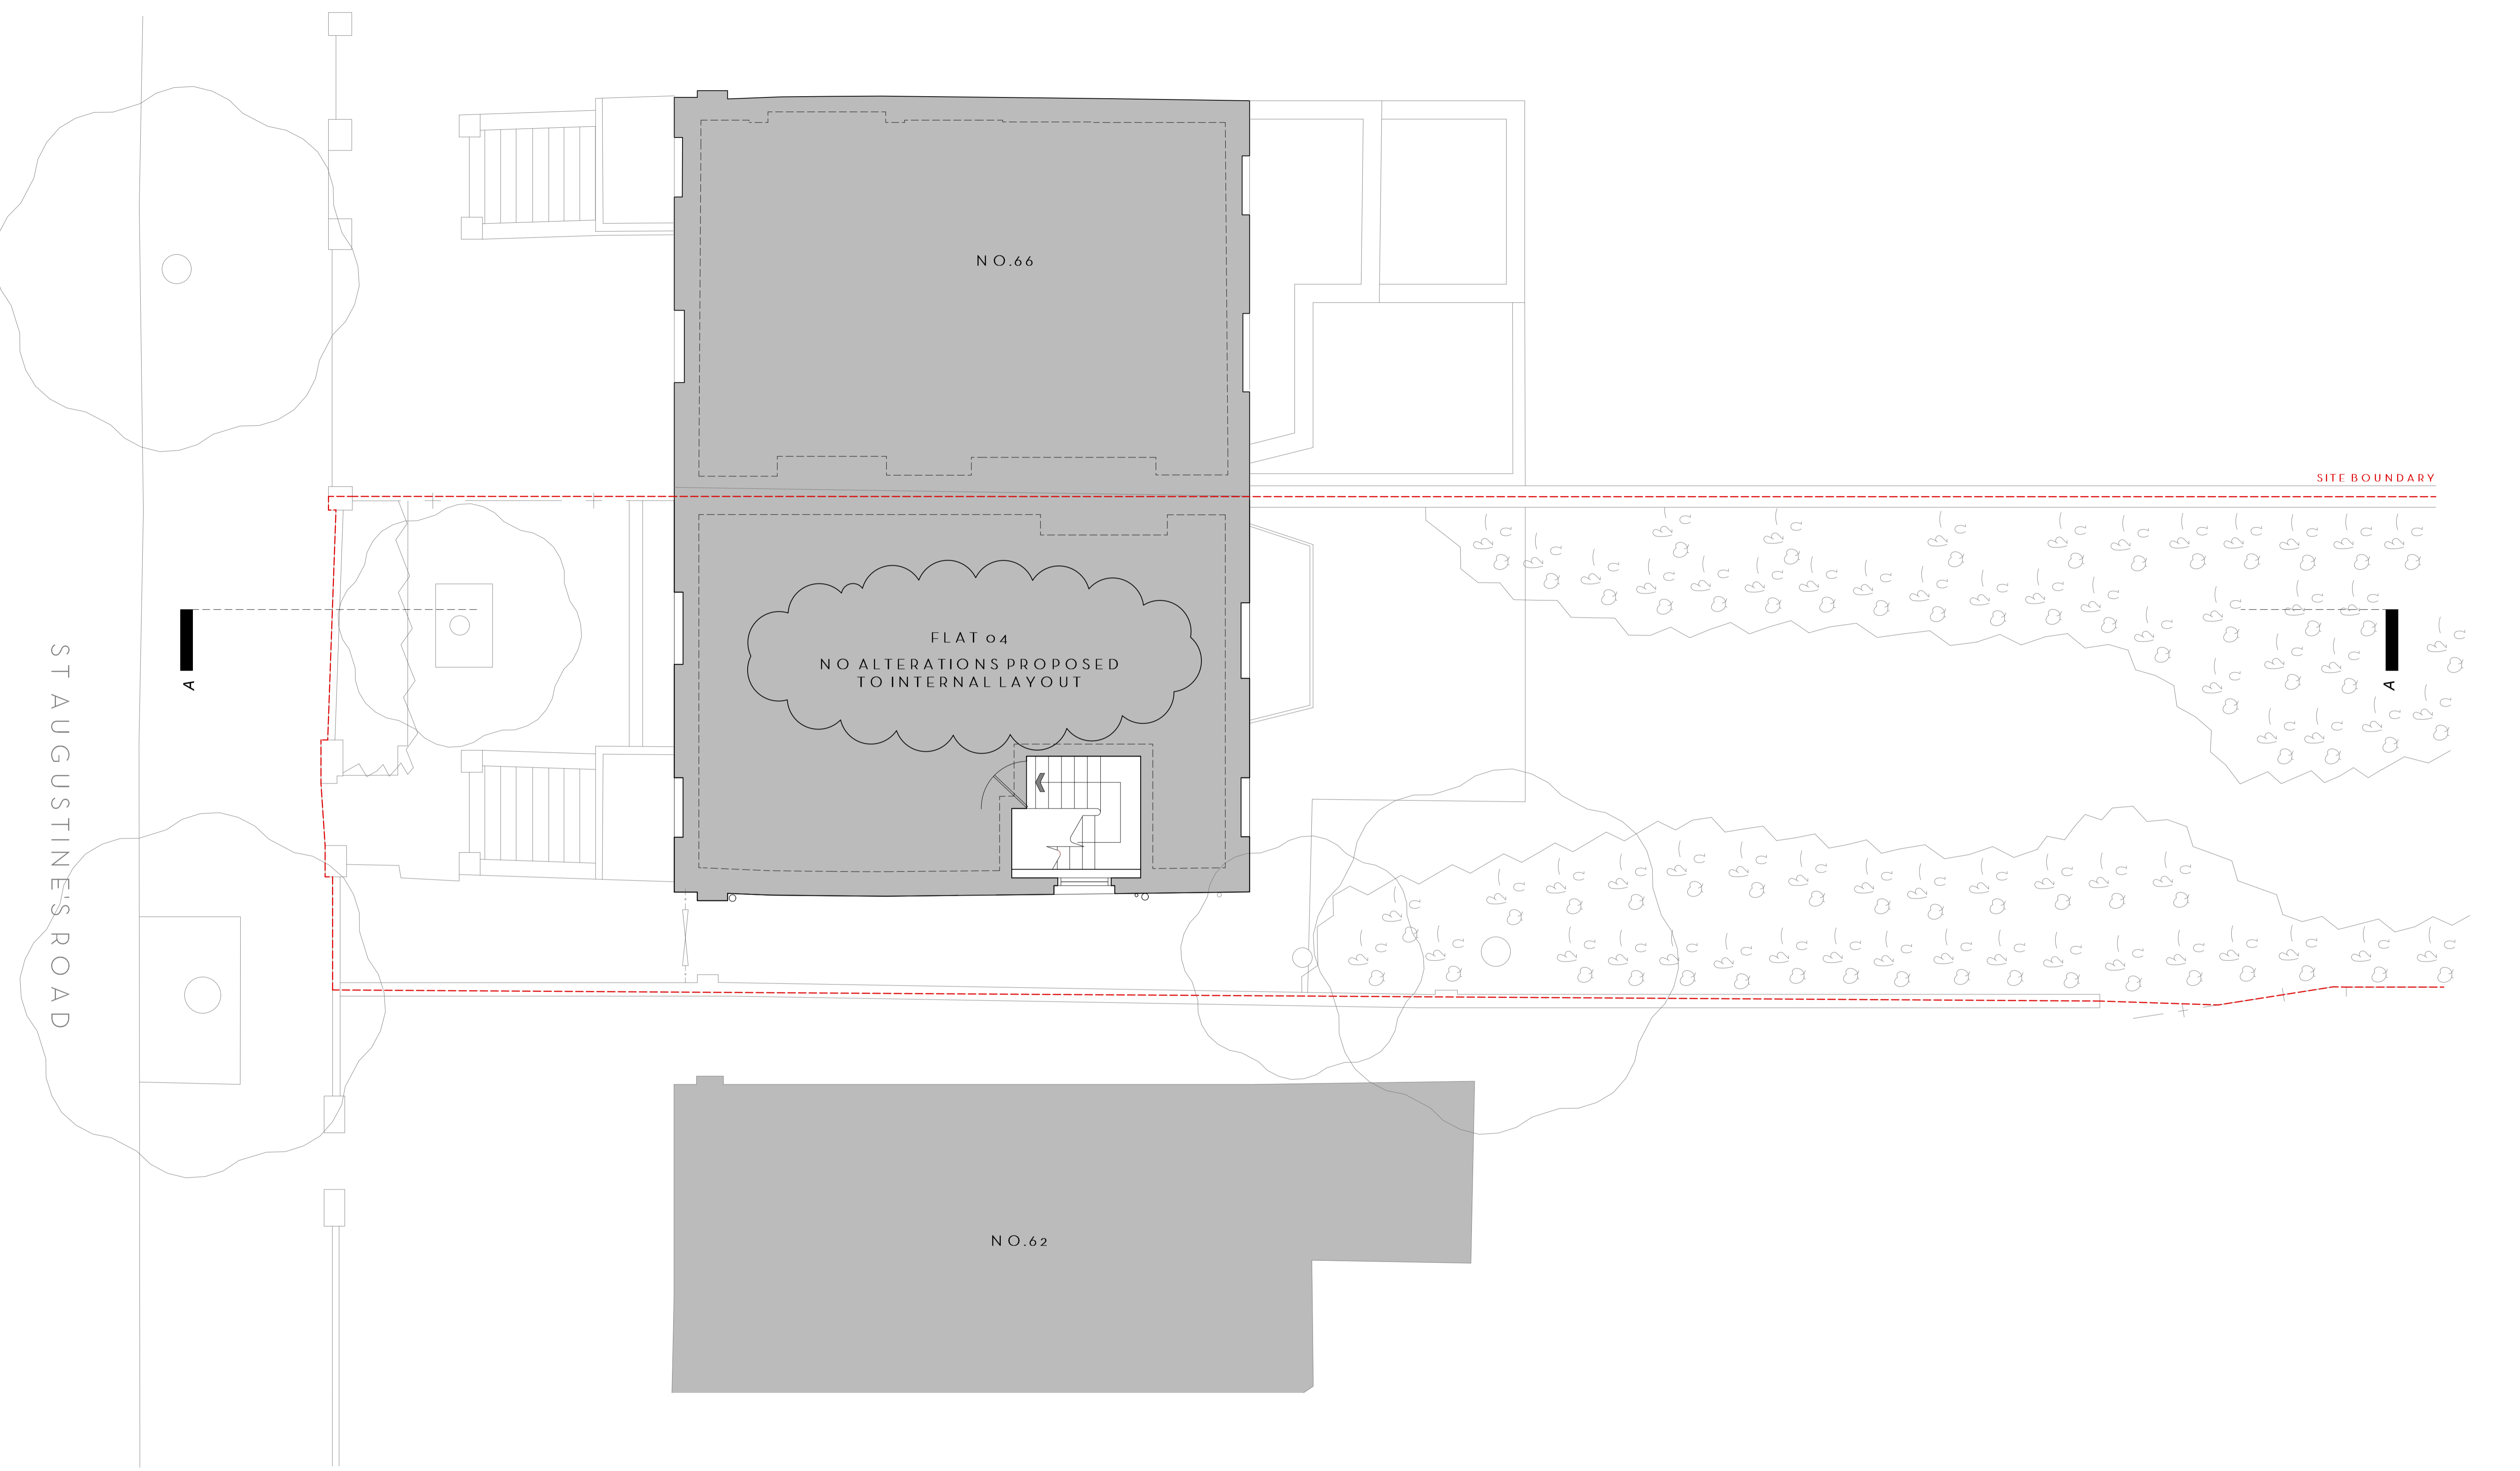 NO.66
SITE BOUNDARY
FLAT 04
NO ALTERATIONS PROPOSED
TO INTERNAL LAYOUT
A
A
ST AUGUSTINE'S ROAD
NO.62